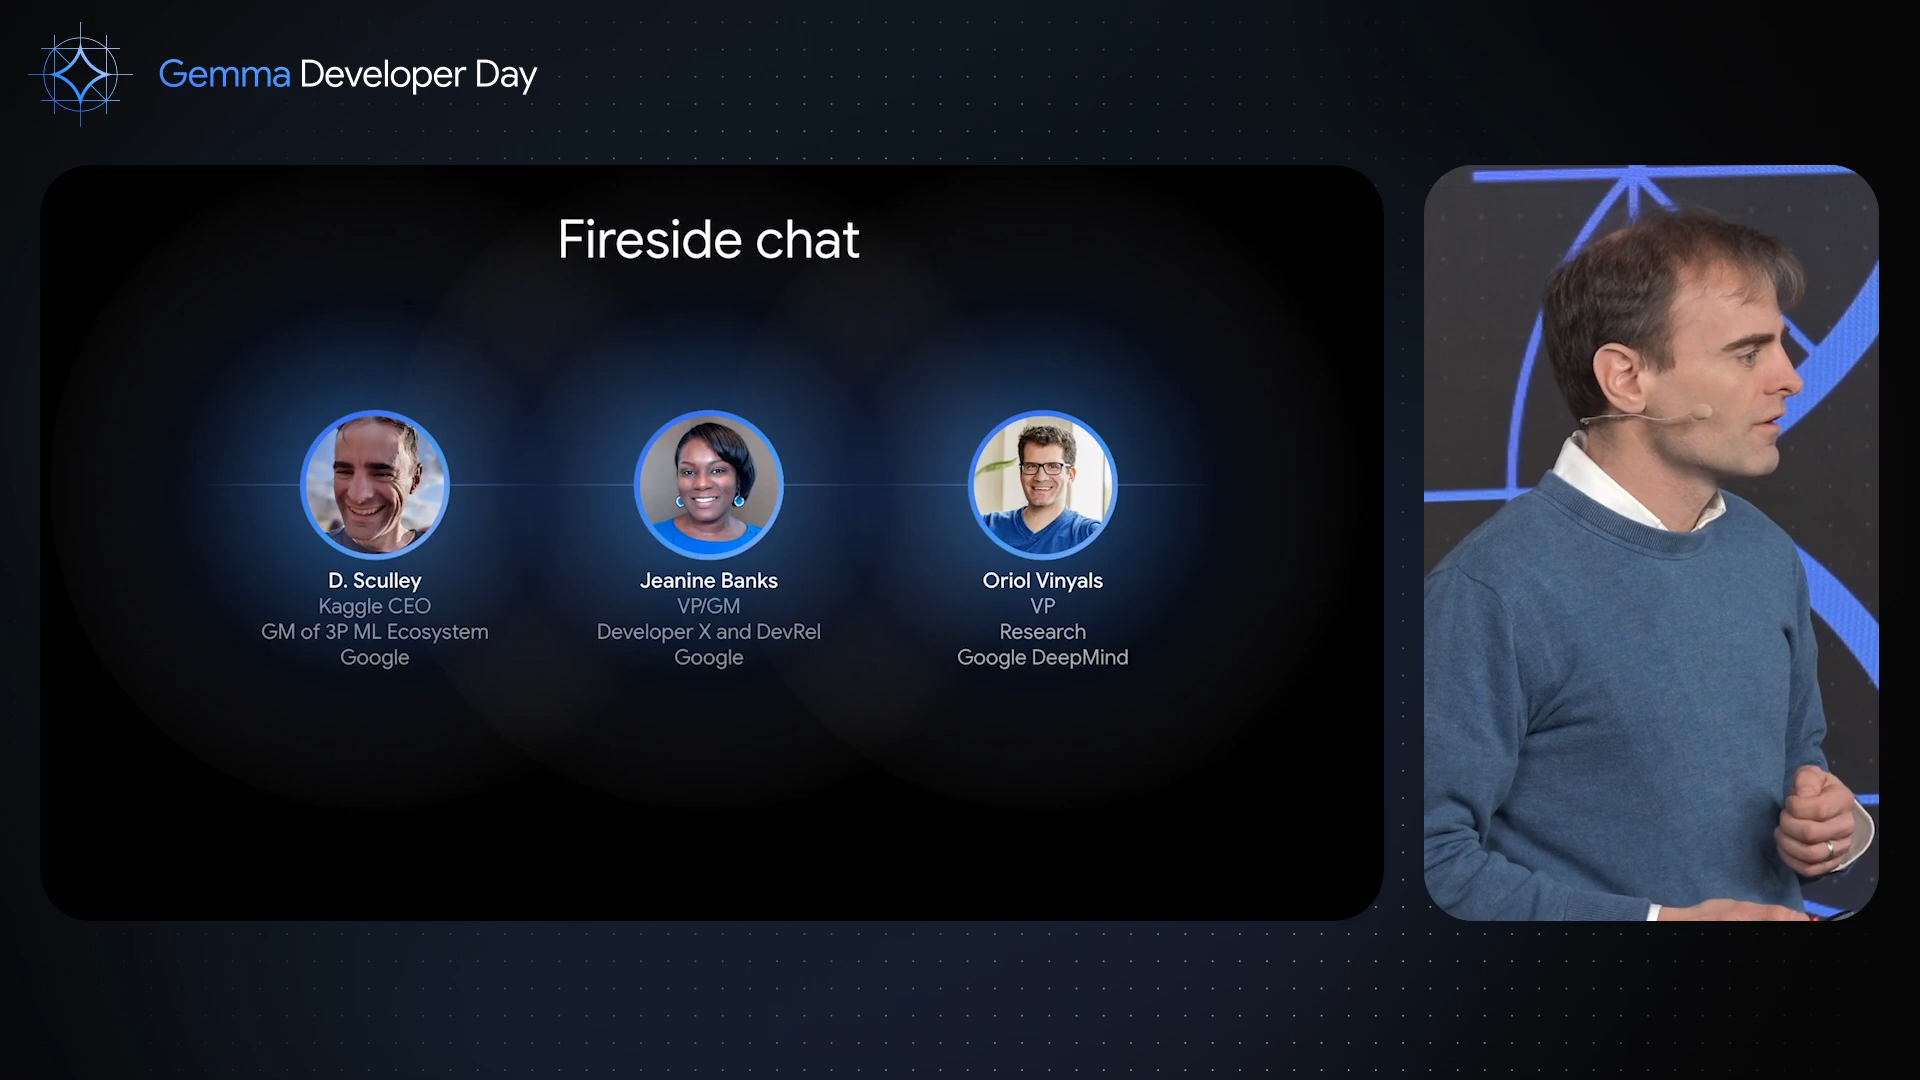 Gemma Developer Day
Fireside chat
D. Sculley
Kaggle CEO
GM of 3P ML Ecosystem
Google
Jeanine Banks
VP/GM
Developer X and DevRel
Google
Oriol Vinyals
VP
Research
Google DeepMind